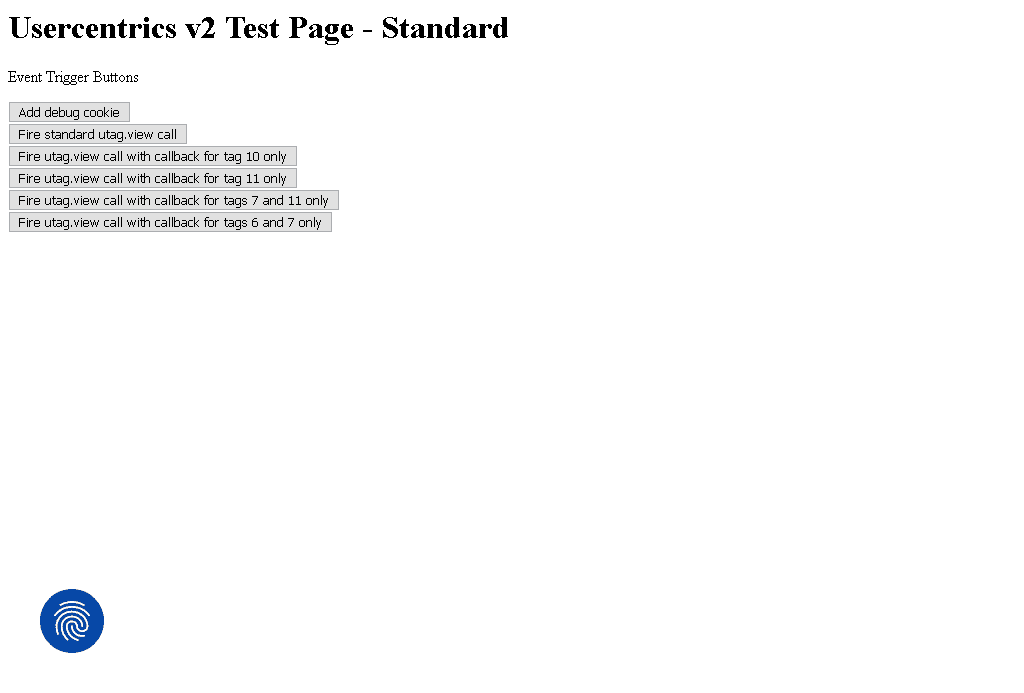 Usercentrics v2 Test Page - Standard
Event Trigger Buttons
Add debug cookie
Fire standard utag.view call
Fire utag.view call with callback for tag 10 only
Fire utag.view call with callback for tag 11 only
Fire utag.view call with callback for tags 7 and 11 only
Fire utag.view call with callback for tags 6 and 7 only